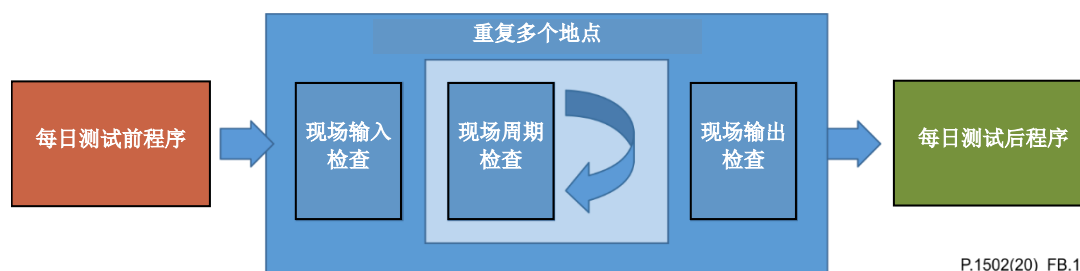 重复多个地点
每日测试前程序
现场输入
检查
现场周期
检查
现场输出
检查
每日测试后程序
P.1502(20)_FB.1